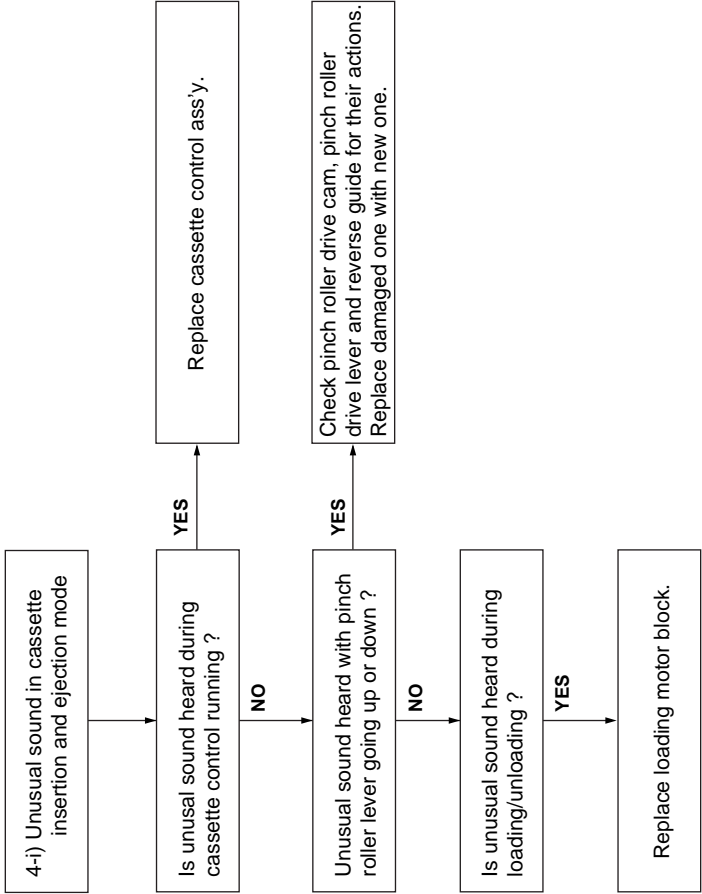 4-i) Unusual sound in cassette
insertion and ejection mode
Is unusual sound heard during
cassette control running ?
YES
Replace cassette control ass'y.
NO
Unusual sound heard with pinch
roller lever going up or down ?
YES
Check pinch roller drive cam, pinch roller
drive lever and reverse guide for their actions.
Replace damaged one with new one.
NO
Is unusual sound heard during
loading/unloading ?
YES
Replace loading motor block.